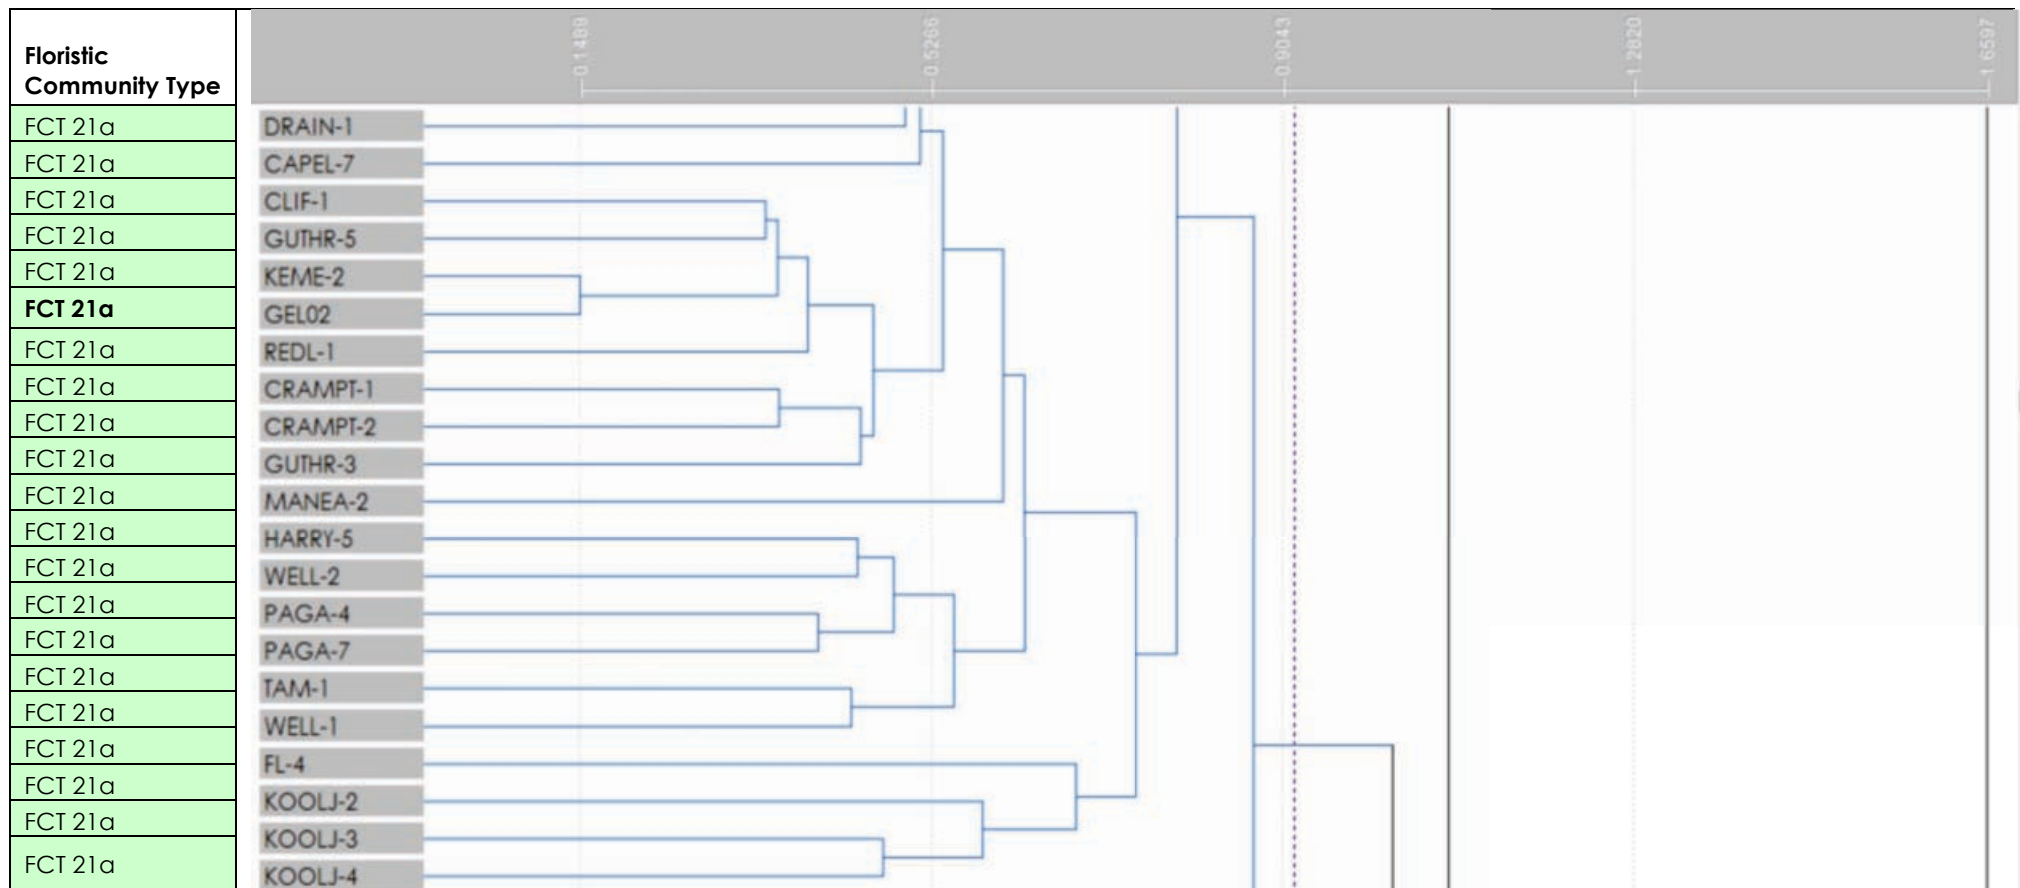 Floristic
Community Type
0.1489
0.5266
0.9043
1.2820
1.6597
FCT 21a DRAIN-1
FCT 21a CAPEL-7
FCT 21a CLIF-1
FCT 21a GUTHR-5
FCT 21a KEME-2
FCT 21a GEL02
FCT 21a REDL-1
FCT 21a CRAMPT-1
FCT 21a CRAMPT-2
FCT 21a GUTHR-3
FCT 21a MANEA-2
FCT 21a HARRY-5
FCT 21a WELL-2
FCT 21a PAGA-4
FCT 21a PAGA-7
FCT 21a TAM-1
FCT 21a WELL-1
FCT 21a FL-4
FCT 21a KOOLJ-2
FCT 21a KOOLJ-3
FCT 21a KOOLJ-4